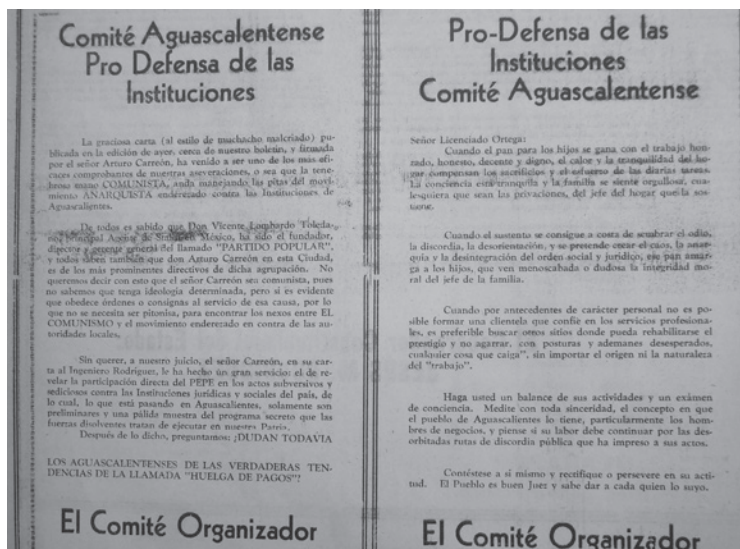 Comité Aguascalentense
Pro Defensa de las
Instituciones
La graciosa carta (al estilo de muchacho malcriado) pu-
blicada en la edición de ayer, cerca de nuestro boletín, y firmada
por el señor Arturo Carreón, ha venido a ser uno de los más efi-
caces comprobantes de nuestras aseveraciones, o sea que la tene-
brosa mano COMUNISTA, anda manejando las pitas del movi-
miento ANARQUISTA enderezado contra las Instituciones de
Aguascalientes.
De todos es sabido que Don Vicente Lombardo Toleda-
no, principal Agente de en México, ha sido el fundador,
director y gerente general del llamado "PARTIDO POPULAR",
y todos saben también que don Arturo Carreón en esta Ciudad,
es de los más prominentes directivos de dicha agrupación. No
queremos decir con esto que el señor Carreón sea comunista, pues
no sabemos que tenga ideología determinada, pero si es evidente
que obedece órdenes o consignas al servicio de esa causa, por lo
que no se necesita ser pitonisa, para encontrar los nexos entre EL
COMUNISMO y el movimiento enderezado en contra de las au-
toridades locales.
Sin querer, a nuestro juicio, el señor Carreón, en su car-
ta al Ingeniero Rodríguez, le ha hecho un gran servicio: el de re-
velar la participación directa del PEPE en los actos subversivos y
sediciosos contra las Instituciones jurídicas y sociales del país, de
lo cual, lo que está pasando en Aguascalientes, solamente son
preliminares y una pálida muestra del programa secreto que las
fuerzas disolventes tratan de ejecutar en nuestra Patria.
Después de lo dicho, preguntamos: ¡DUDAN TODAVIA
LOS AGUASCALENTENSES DE LAS VERDADERAS TEN-
DENCIAS DE LA LLAMADA "HUELGA DE PAGOS"?
El Comité Organizador
Pro-Defensa de las
Instituciones
Comité Aguascalentense
Señor Licenciado Ortega:
Cuando el pan para los hijos se gana con el trabajo hon-
rado, honesto, decente y digno, el calor y la tranquilidad del ho-
gar compensan los sacrificios y el esfuerzo de las diarias tareas.
La conciencia está tranquila y la familia se siente orgullosa, cua-
lesquiera que sean las privaciones, del jefe del hogar que la sos-
tiene.
Cuando el sustento se consigue a costa de sembrar el odio,
la discordia, la desorientación, y se pretende crear el caos, la anar-
quía y la desintegración del orden social y jurídico, ese pan amar-
ga a los hijos, que ven menoscabada o dudosa la integridad mo-
ral del jefe de la familia.
Cuando por antecedentes de carácter personal no es po-
sible formar una clientela que confíe en los servicios profesiona-
les, es preferible buscar otros sitios donde pueda rehabilitarse el
prestigio y no agarrar, con posturas y ademanes desesperados,
cualquier cosa que caiga", sin importar el origen ni la naturaleza
del "trabajo".
Haga usted un balance de sus actividades y un exámen
de conciencia. Medite con toda sinceridad, el concepto en que
el pueblo de Aguascalientes lo tiene, particularmente los hom-
bres de negocios, y piense si su labor debe continuar por las des-
orbitadas rutas de discordia pública que ha impreso a sus actos.
Contéstese a sí mismo y rectifique o persevere en su acti-
tud. El Pueblo es buen Juez y sabe dar a cada quien lo suyo.
El Comité Organizador